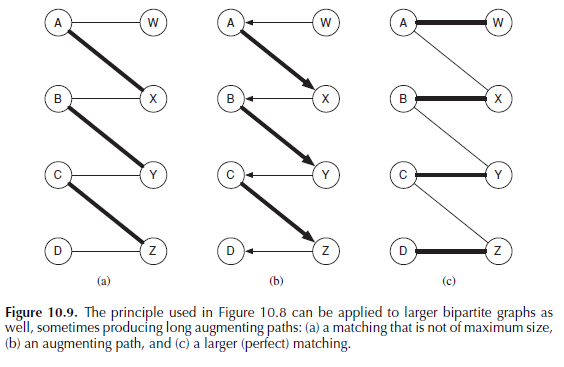 A W A W A W
B X B X B X
C Y C Y C Y
D Z D Z D Z
(a) (b) (c)
Figure 10.9. The principle used in Figure 10.8 can be applied to larger bipartite graphs as
well, sometimes producing long augmenting paths: (a) a matching that is not of maximum size,
(b) an augmenting path, and (c) a larger (perfect) matching.